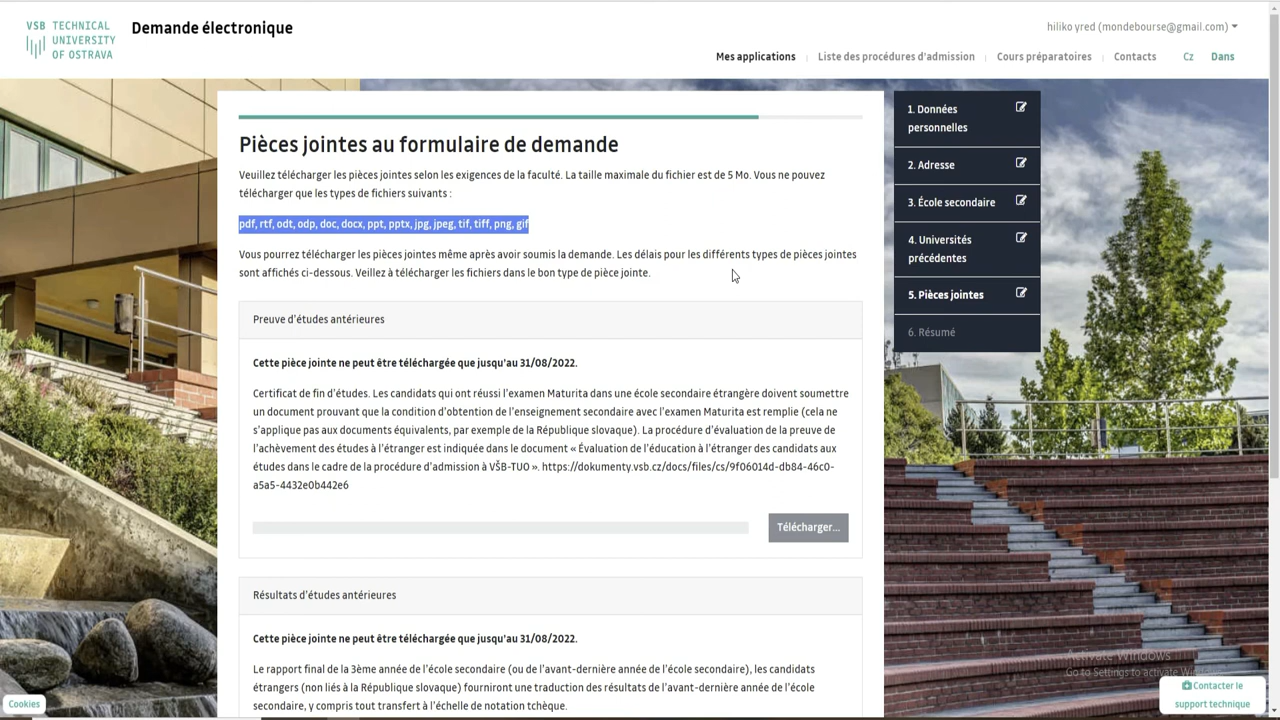 VSB TECHNICAL
UNIVERSITY
OF OSTRAVA
Demande électronique
hiliko yred (mondebourse@gmail.com)
Mes applications
Liste des procédures d'admission
Cours préparatoires
Contacts
Cz
Dans
Pièces jointes au formulaire de demande
Veuillez télécharger les pièces jointes selon les exigences de la faculté. La taille maximale du fichier est de 5 Mo. Vous ne pouvez
télécharger que les types de fichiers suivants :
pdf, rtf, odt, odp, doc, docx, ppt, pptx, jpg, jpeg, tif, tiff, png, gif
Vous pourrez télécharger les pièces jointes même après avoir soumis la demande. Les délais pour les différents types de pièces jointes
sont affichés ci-dessous. Veillez à télécharger les fichiers dans le bon type de pièce jointe.
Preuve d'études antérieures
Cette pièce jointe ne peut être téléchargée que jusqu'au 31/08/2022.
Certificat de fin d'études. Les candidats qui ont réussi l'examen Maturita dans une école secondaire étrangère doivent soumettre
un document prouvant que la condition d'obtention de l'enseignement secondaire avec l'examen Maturita est remplie (cela ne
s'applique pas aux documents équivalents, par exemple de la République slovaque). La procédure d'évaluation de la preuve de
l'achèvement des études à l'étranger est indiquée dans le document « Évaluation de l'éducation à l'étranger des candidats aux
études dans le cadre de la procédure d'admission à VŠB-TUO ». https://dokumenty.vsb.cz/docs/files/cs/9f06014d-db84-46c0-
a5a5-4432e0b442e6
Télécharger...
Résultats d'études antérieures
Cette pièce jointe ne peut être téléchargée que jusqu'au 31/08/2022.
Le rapport final de la 3ème année de l'école secondaire (ou de l'avant-dernière année de l'école secondaire), les candidats
étrangers (non liés à la République slovaque) fourniront une traduction des résultats de l'avant-dernière année de l'école
secondaire, y compris tout transfert à l'échelle de notation tchèque.
1. Données
personnelles
2. Adresse
3. École secondaire
4. Universités
précédentes
5. Pièces jointes
6. Résumé
Activate Windows
Go to Settings to activate
Contacter le
support technique
Cookies